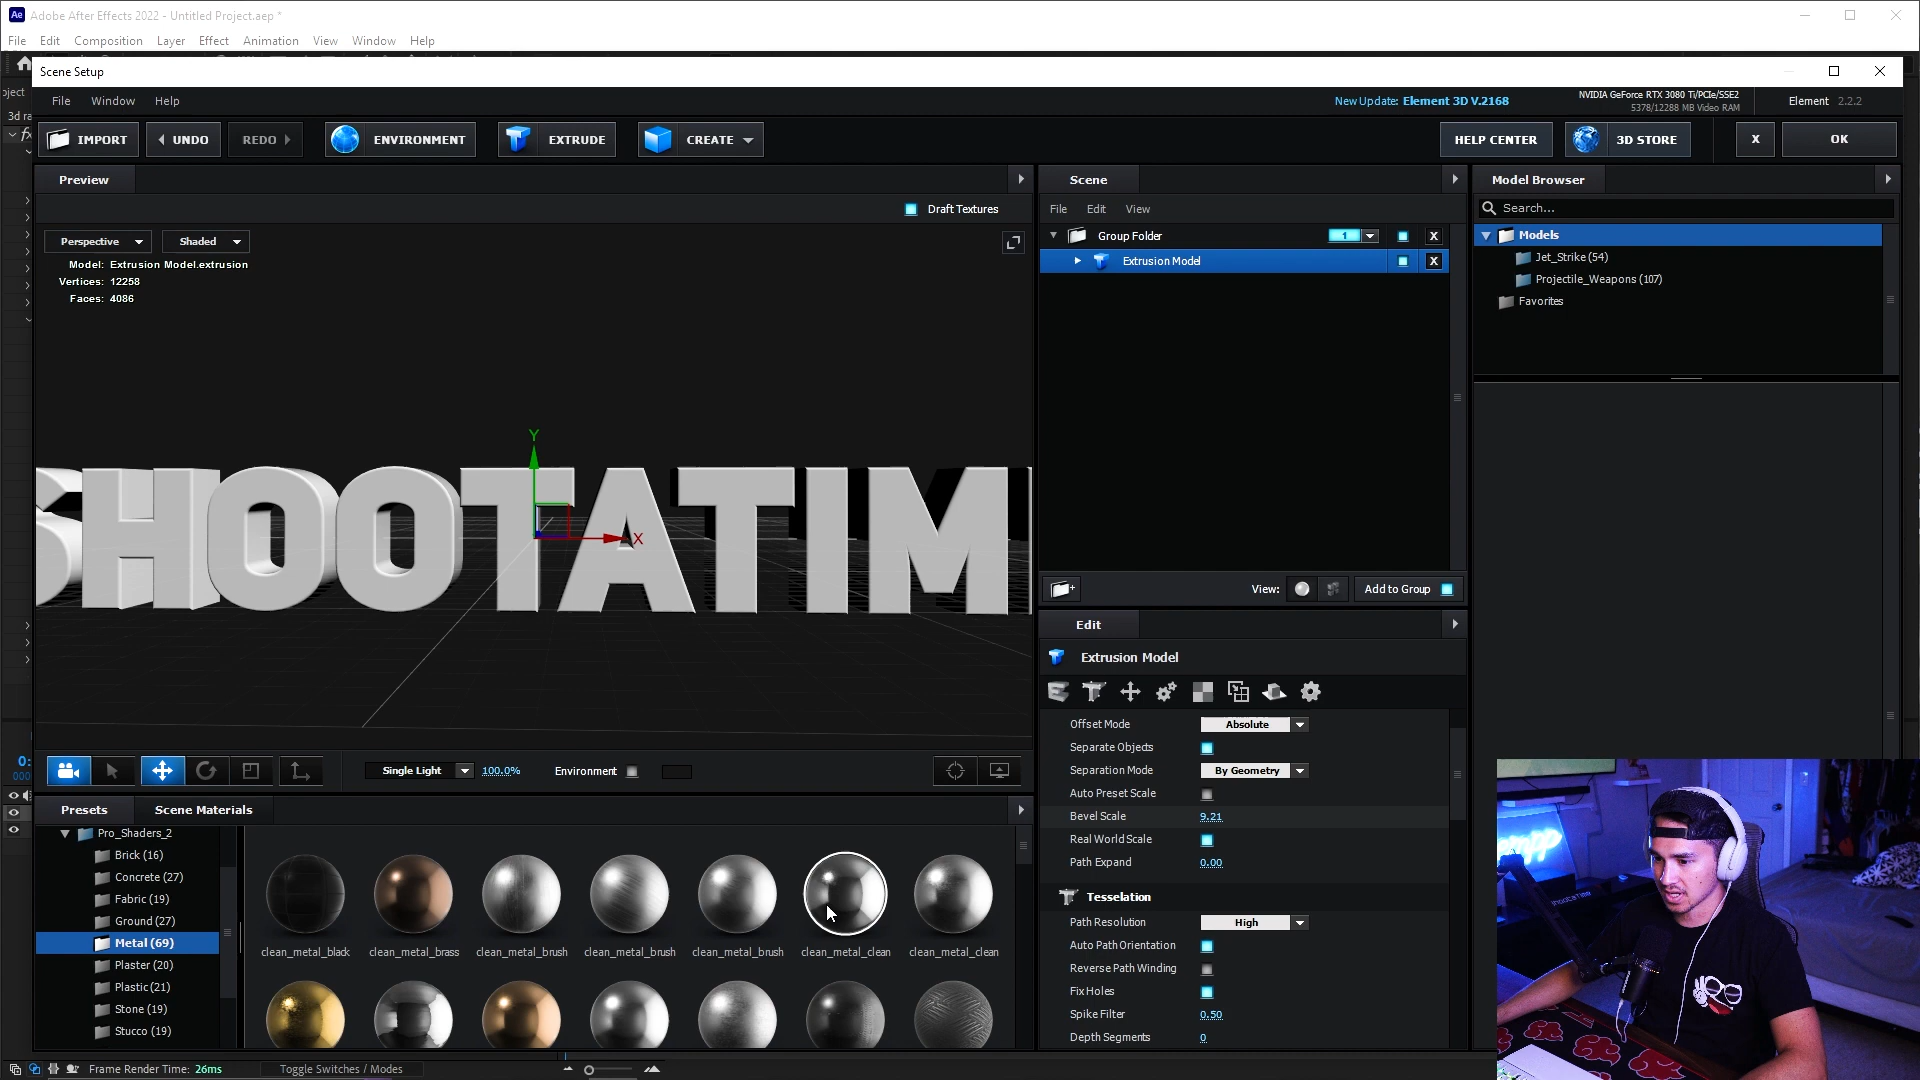 Ae Adobe After Effects 2022 - Untitled Project.aep *
File Edit Composition Layer Effect Animation View Window Help
Scene Setup
oject
3d ra
fx
File Window Help
New Update: Element 3D V.2168
NVIDIA GeForce RTX 3080 Ti/PCIe/SSE2
5378/12288 MB Video RAM
Element 2.2.2
IMPORT UNDO REDO ENVIRONMENT EXTRUDE CREATE HELP CENTER 3D STORE X OK
Preview
Draft Textures
Perspective Shaded
Model: Extrusion Model.extrusion
Vertices: 12258
Faces: 4086
Y
SHOOTATIM
X
Single Light 100.0% Environment
Scene
File Edit View
Group Folder 1 X
Extrusion Model X
View: Add to Group
Model Browser
Search...
Models
Jet_Strike (54)
Projectile_Weapons (107)
Favorites
Edit
Extrusion Model
Offset Mode Absolute
Separate Objects
Separation Mode By Geometry
Auto Preset Scale
Bevel Scale 9.21
Real World Scale
Path Expand 0.00
Tesselation
Path Resolution High
Auto Path Orientation
Reverse Path Winding
Fix Holes
Spike Filter 0.50
Depth Segments 0
Presets Scene Materials
Pro_Shaders_2
Brick (16)
Concrete (27)
Fabric (19)
Ground (27)
Metal (69)
Plaster (20)
Plastic (21)
Stone (19)
Stucco (19)
clean_metal_black clean_metal_brass clean_metal_brush clean_metal_brush clean_metal_brush clean_metal_clean clean_metal_clean
0:
000
Frame Render Time: 26ms
Toggle Switches / Modes